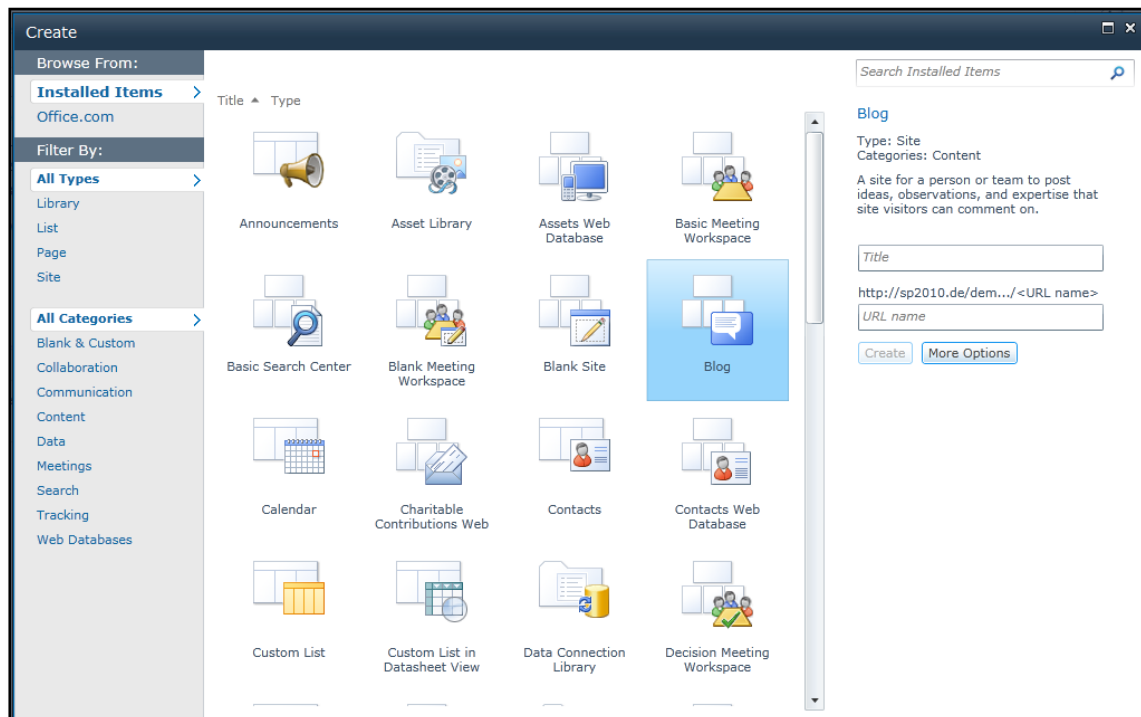 Create
Browse From:
Installed Items
Office.com
Filter By:
All Types
Library
List
Page
Site
All Categories
Blank & Custom
Collaboration
Communication
Content
Data
Meetings
Search
Tracking
Web Databases
Title Type
Announcements
Asset Library
Assets Web
Database
Basic Meeting
Workspace
Basic Search Center
Blank Meeting
Workspace
Blank Site
Blog
Calendar
Charitable
Contributions Web
Contacts
Contacts Web
Database
Custom List
Custom List in
Datasheet View
Data Connection
Library
Decision Meeting
Workspace
Search Installed Items
Blog
Type: Site
Categories: Content
A site for a person or team to post
ideas, observations, and expertise that
site visitors can comment on.
Title
http://sp2010.de/dem.../<URL name>
URL name
Create
More Options